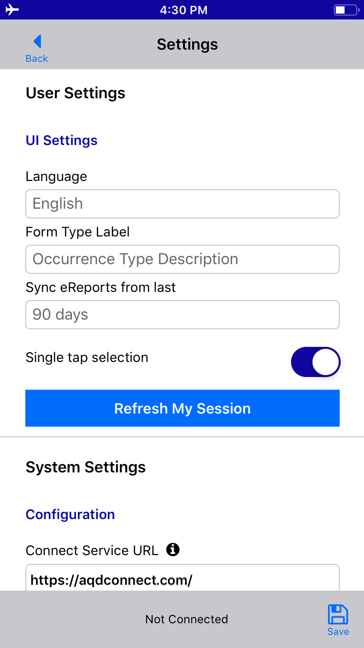 4:30 PM
Back
Settings
User Settings
UI Settings
Language
English
Form Type Label
Occurrence Type Description
Sync eReports from last
90 days
Single tap selection
Refresh My Session
System Settings
Configuration
Connect Service URL
https://aqdconnect.com/
Not Connected
Save